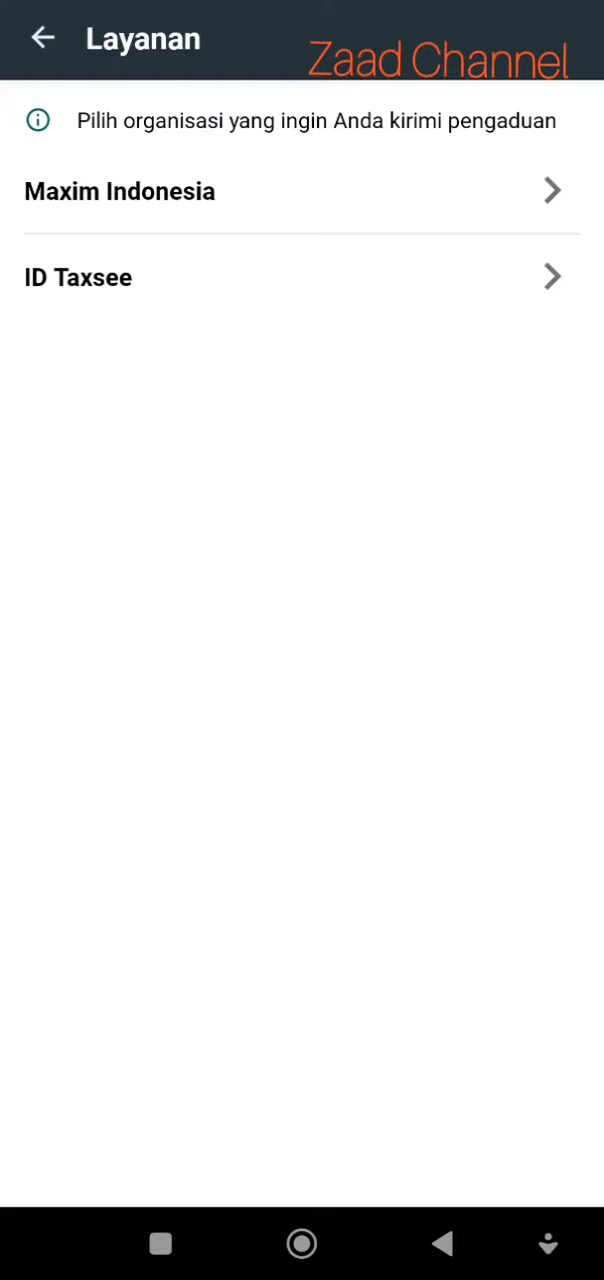 Layanan
Zaad Channel
Pilih organisasi yang ingin Anda kirimi pengaduan
Maxim Indonesia
ID Taxsee